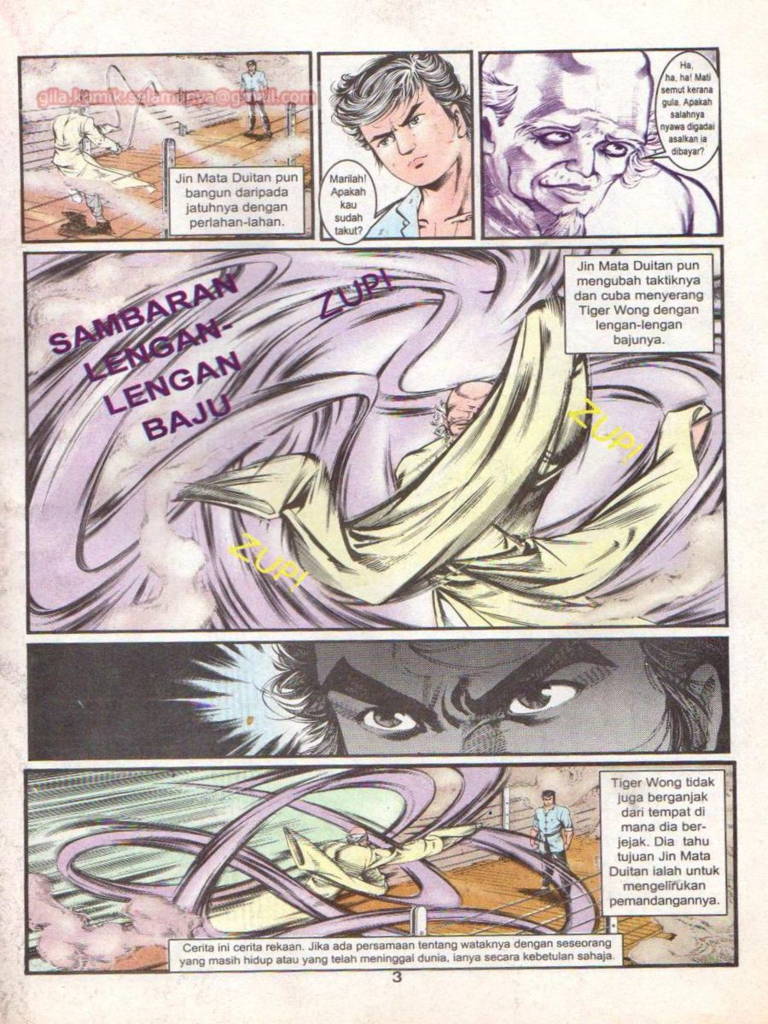 gila.komik.ezlamunya@gmail.com
Jin Mata Duitan pun
bangun daripada
jatuhnya dengan
perlahan-lahan.
Marilah!
Apakah
kau
sudah
takut?
Ha,
ha, ha! Mati
semut kerana
gula. Apakah
salahnya
nyawa digadai
asalkan ia
dibayar?
SAMBARAN
LENGAN-
LENGAN
BAJU
ZUP!
Jin Mata Duitan pun
mengubah taktiknya
dan cuba menyerang
Tiger Wong dengan
lengan-lengan
bajunya.
ZUP!
ZUP!
Tiger Wong tidak
juga berganjak
dari tempat di
mana dia ber-
jejak. Dia tahu
tujuan Jin Mata
Duitan ialah untuk
mengelirukan
pemandangannya.
Cerita ini cerita rekaan. Jika ada persamaan tentang wataknya dengan seseorang
yang masih hidup atau yang telah meninggal dunia, ianya secara kebetulan sahaja.
3